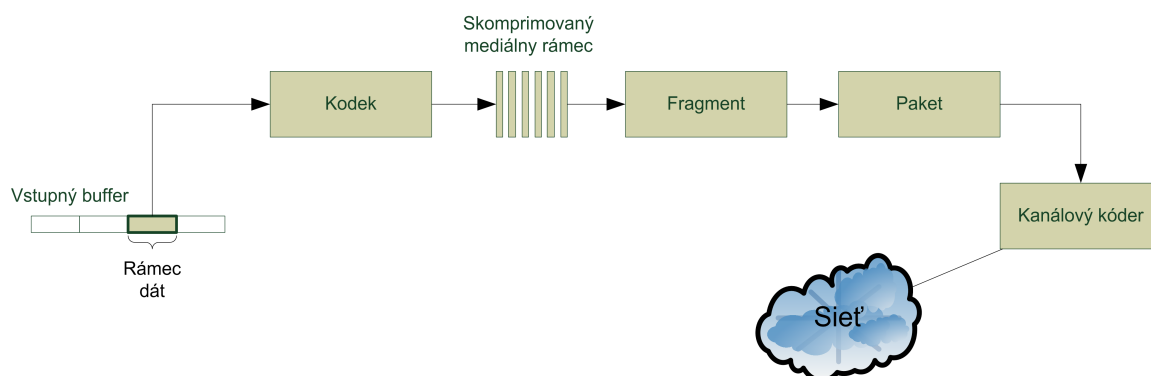 Skomprimovaný
mediálny rámec
Kodek
Fragment
Paket
Vstupný buffer
Kanálový kóder
Rámec
dát
Sieť